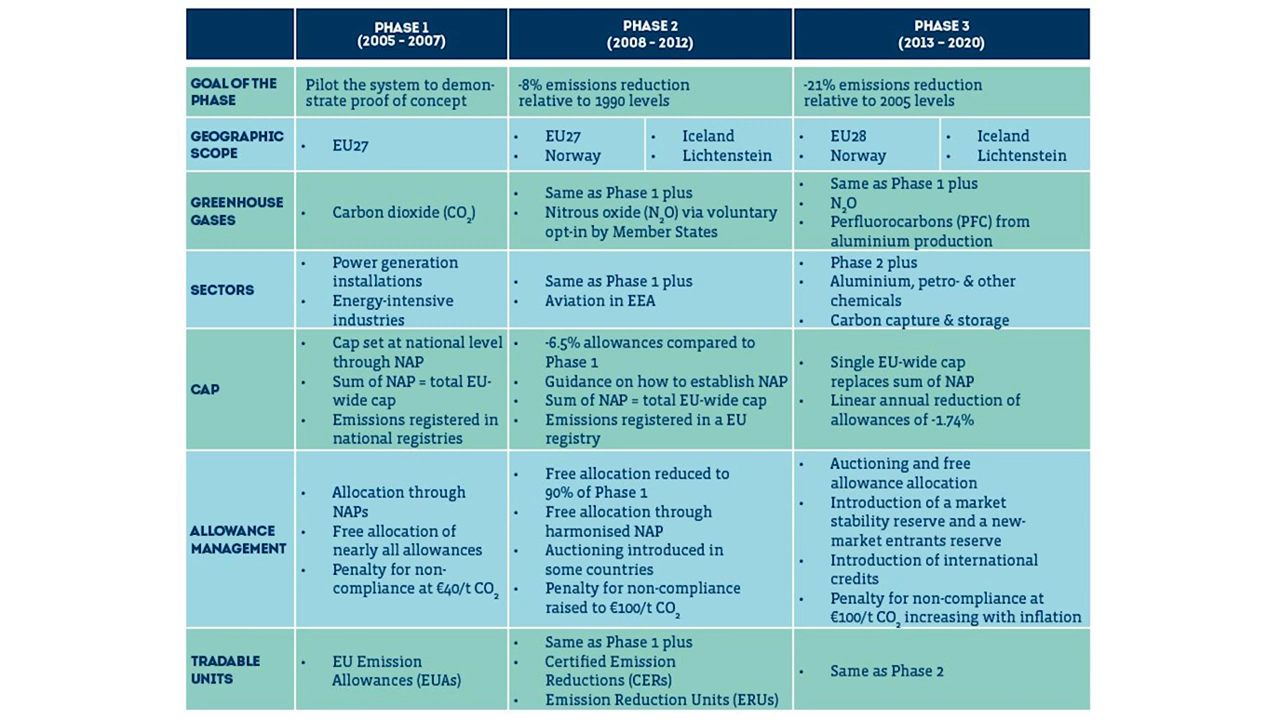 PHASE 1
(2005 - 2007)
PHASE 2
(2008 - 2012)
PHASE 3
(2013 - 2020)
GOAL OF THE
PHASE
Pilot the system to demon-
strate proof of concept
-8% emissions reduction
relative to 1990 levels
-21% emissions reduction
relative to 2005 levels
GEOGRAPHIC
SCOPE
• EU27
• EU27
• Norway
• Iceland
• Lichtenstein
• EU28
• Norway
• Iceland
• Lichtenstein
GREENHOUSE
GASES
• Carbon dioxide (CO₂)
• Same as Phase 1 plus
• Nitrous oxide (N₂O) via voluntary
opt-in by Member States
• Same as Phase 1 plus
• N₂O
• Perfluorocarbons (PFC) from
aluminium production
SECTORS
• Power generation
installations
• Energy-intensive
industries
• Same as Phase 1 plus
• Aviation in EEA
• Phase 2 plus
• Aluminium, petro- & other
chemicals
• Carbon capture & storage
CAP
• Cap set at national level
through NAP
• Sum of NAP = total EU-
wide cap
• Emissions registered in
national registries
• -6.5% allowances compared to
Phase 1
• Guidance on how to establish NAP
• Sum of NAP = total EU-wide cap
• Emissions registered in a EU
registry
• Single EU-wide cap
replaces sum of NAP
• Linear annual reduction of
allowances of -1.74%
ALLOWANCE
MANAGEMENT
• Allocation through
NAPs
• Free allocation of
nearly all allowances
• Penalty for non-
compliance at €40/t CO₂
• Free allocation reduced to
90% of Phase 1
• Free allocation through
harmonised NAP
• Auctioning introduced in
some countries
• Penalty for non-compliance
raised to €100/t CO₂
• Auctioning and free
allowance allocation
• Introduction of a market
stability reserve and a new-
market entrants reserve
• Introduction of international
credits
• Penalty for non-compliance at
€100/t CO₂ increasing with inflation
TRADABLE
UNITS
• EU Emission
Allowances (EUAs)
• Same as Phase 1 plus
• Certified Emission
Reductions (CERs)
• Emission Reduction Units (ERUs)
• Same as Phase 2